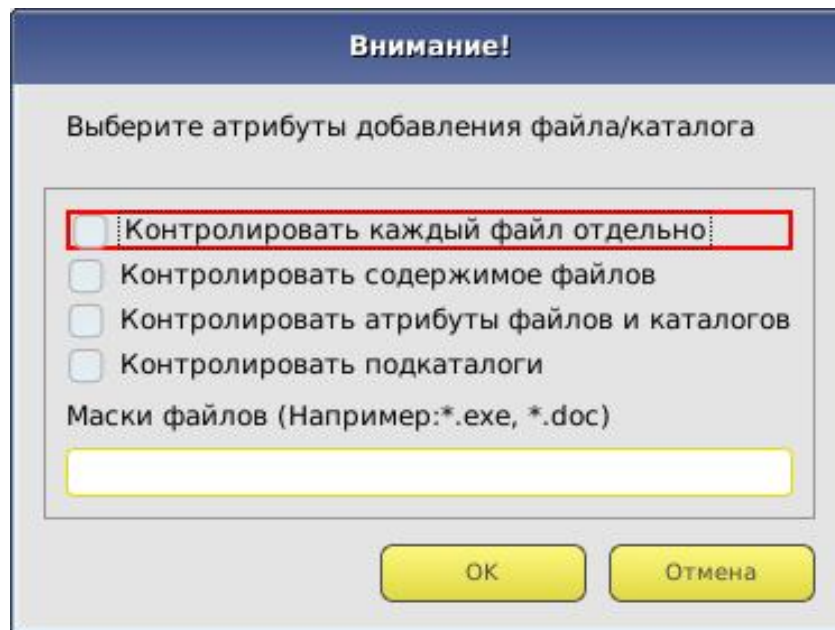 Внимание!
Выберите атрибуты добавления файла/каталога
Контролировать каждый файл отдельно
Контролировать содержимое файлов
Контролировать атрибуты файлов и каталогов
Контролировать подкаталоги
Маски файлов (Например:*.exe, *.doc)
OK
Отмена